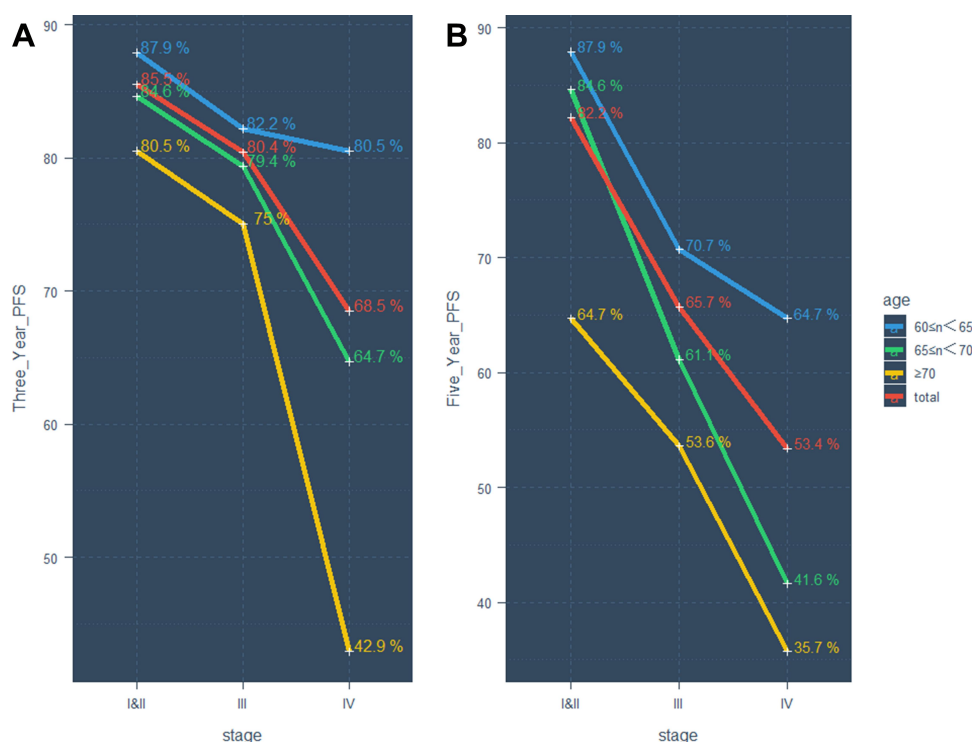 A
90
80
70
60
50
Three_Year_PFS
87.9 %
85.5 %
84.6 %
80.5 %
82.2 %
80.4 %
79.4 %
75 %
80.5 %
68.5 %
64.7 %
42.9 %
I&II
III
IV
stage
B
90
80
70
60
50
40
Five_Year_PFS
87.9 %
84.6 %
82.2 %
64.7 %
70.7 %
65.7 %
61.1 %
53.6 %
64.7 %
53.4 %
41.6 %
35.7 %
I&II
III
IV
stage
age
60≤n<65
65≤n<70
≥70
total